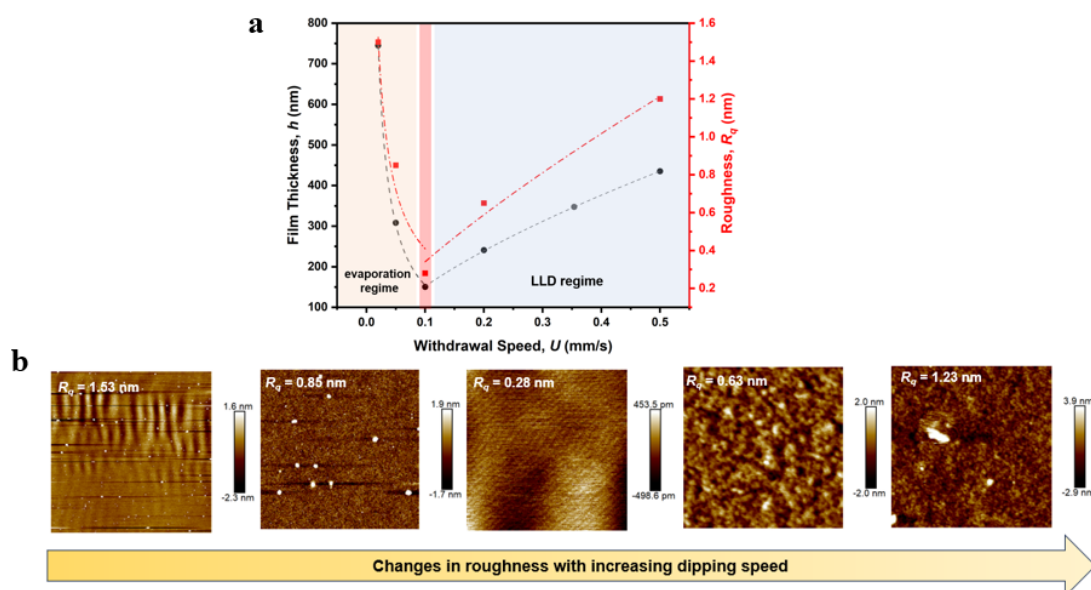 a
800
700
600
500
400
300
200
100
Film Thickness, h (nm)
evaporation
regime
LLD regime
1.6
1.4
1.2
1.0
0.8
0.6
0.4
0.2
Roughness, Rq (nm)
0.0
0.1
0.2
0.3
0.4
0.5
Withdrawal Speed, U (mm/s)
b
Rq = 1.53 nm
1.6 nm
-2.3 nm
Rq = 0.85 nm
1.9 nm
-1.7 nm
Rq = 0.28 nm
453.5 pm
-498.6 pm
Rq = 0.63 nm
2.0 nm
-2.0 nm
Rq = 1.23 nm
3.9 nm
-2.9 nm
Changes in roughness with increasing dipping speed